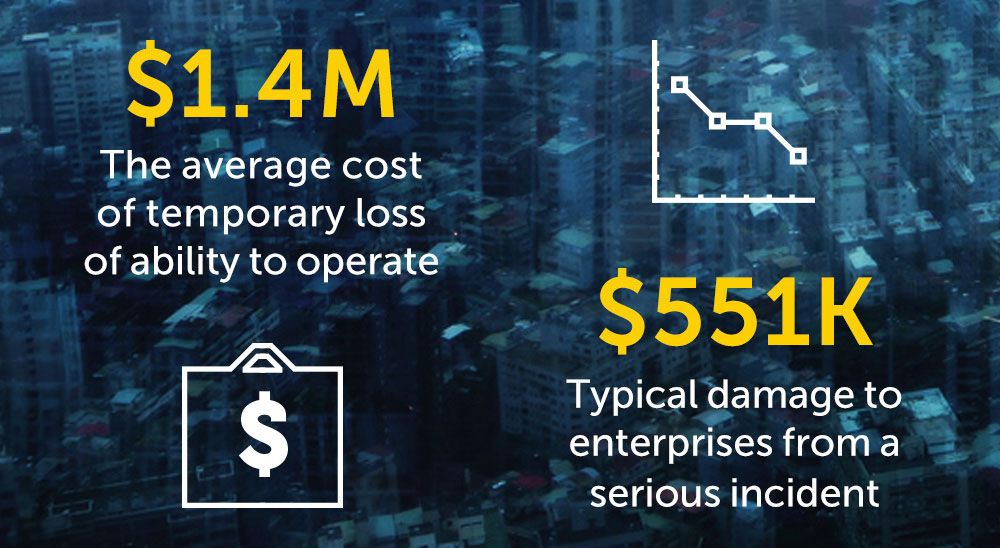 $1.4M
The average cost
of temporary loss
of ability to operate
$
$551K
Typical damage to
enterprises from a
serious incident